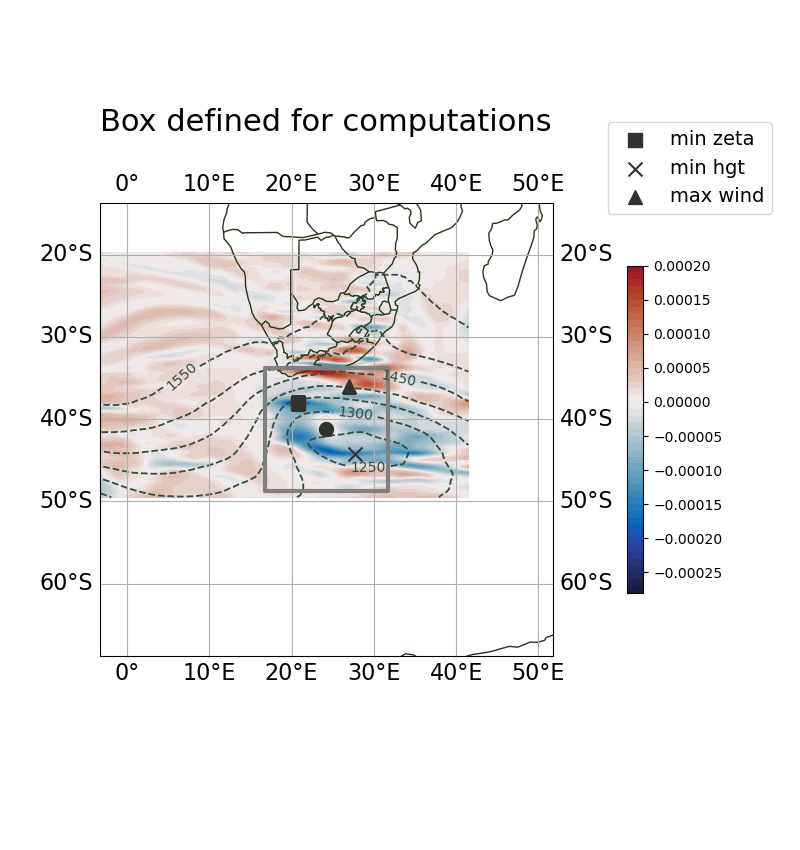 Box defined for computations
min zeta
min hgt
max wind
0° 10°E 20°E 30°E 40°E 50°E
20°S 20°S
30°S 30°S
40°S 40°S
50°S 50°S
60°S 60°S
1550
1450
1300
1250
0° 10°E 20°E 30°E 40°E 50°E
0.00020
0.00015
0.00010
0.00005
0.00000
−0.00005
−0.00010
−0.00015
−0.00020
−0.00025